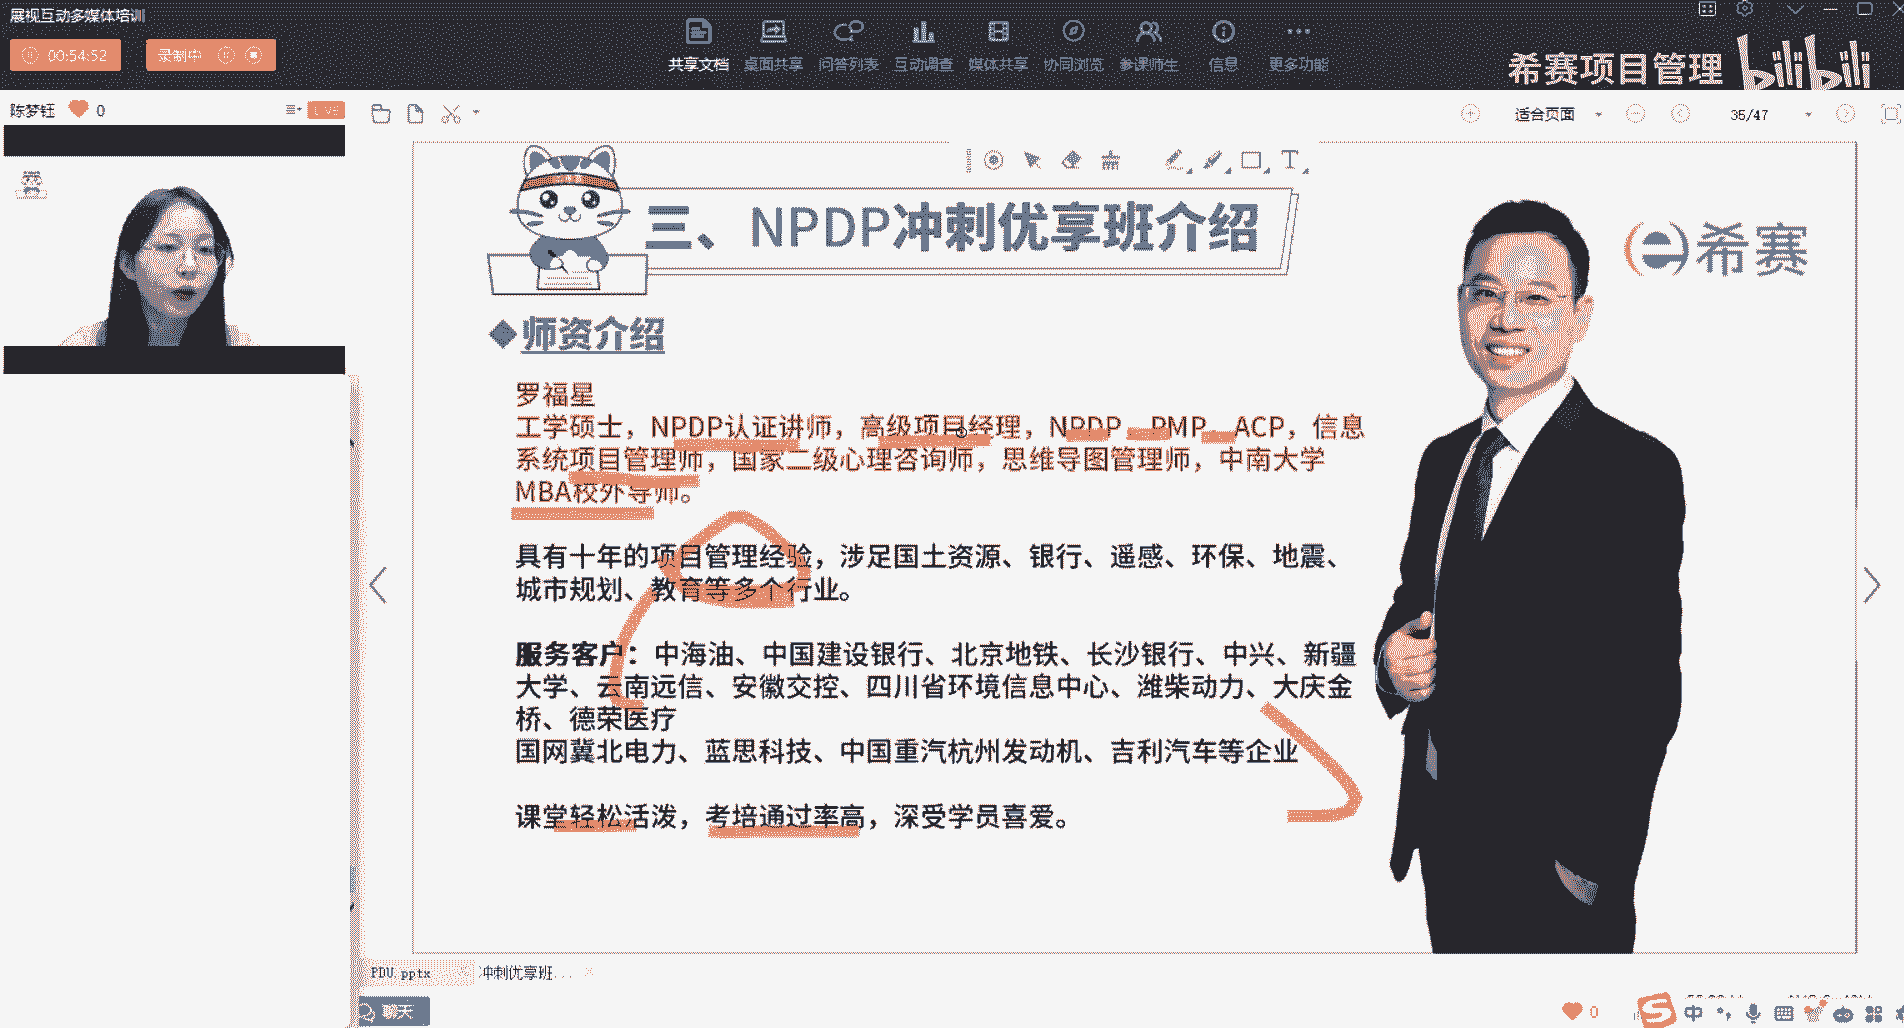 展视互动多媒体培训
00:54:52
录制中
共享文档 桌面共享 问答列表 互动调查 媒体共享 协同浏览 参课师生 信息 更多功能
希赛项目管理 bilibili
陈梦钰 0
LIVE
适合页面
35/47
三、NPDP冲刺优享班介绍
希赛
师资介绍
罗福星
工学硕士，NPDP认证讲师，高级项目经理，NPDP、PMP、ACP，信息
系统项目管理师，国家二级心理咨询师，思维导图管理师，中南大学
MBA校外导师。
具有十年的项目管理经验，涉足国土资源、银行、遥感、环保、地震、
城市规划、教育等多个行业。
服务客户：中海油、中国建设银行、北京地铁、长沙银行、中兴、新疆
大学、云南远信、安徽交控、四川省环境信息中心、潍柴动力、大庆金
桥、德荣医疗
国网冀北电力、蓝思科技、中国重汽杭州发动机、吉利汽车等企业
课堂轻松活泼，考培通过率高，深受学员喜爱。
PDU.pptx
冲刺优享班...
聊天
0
中